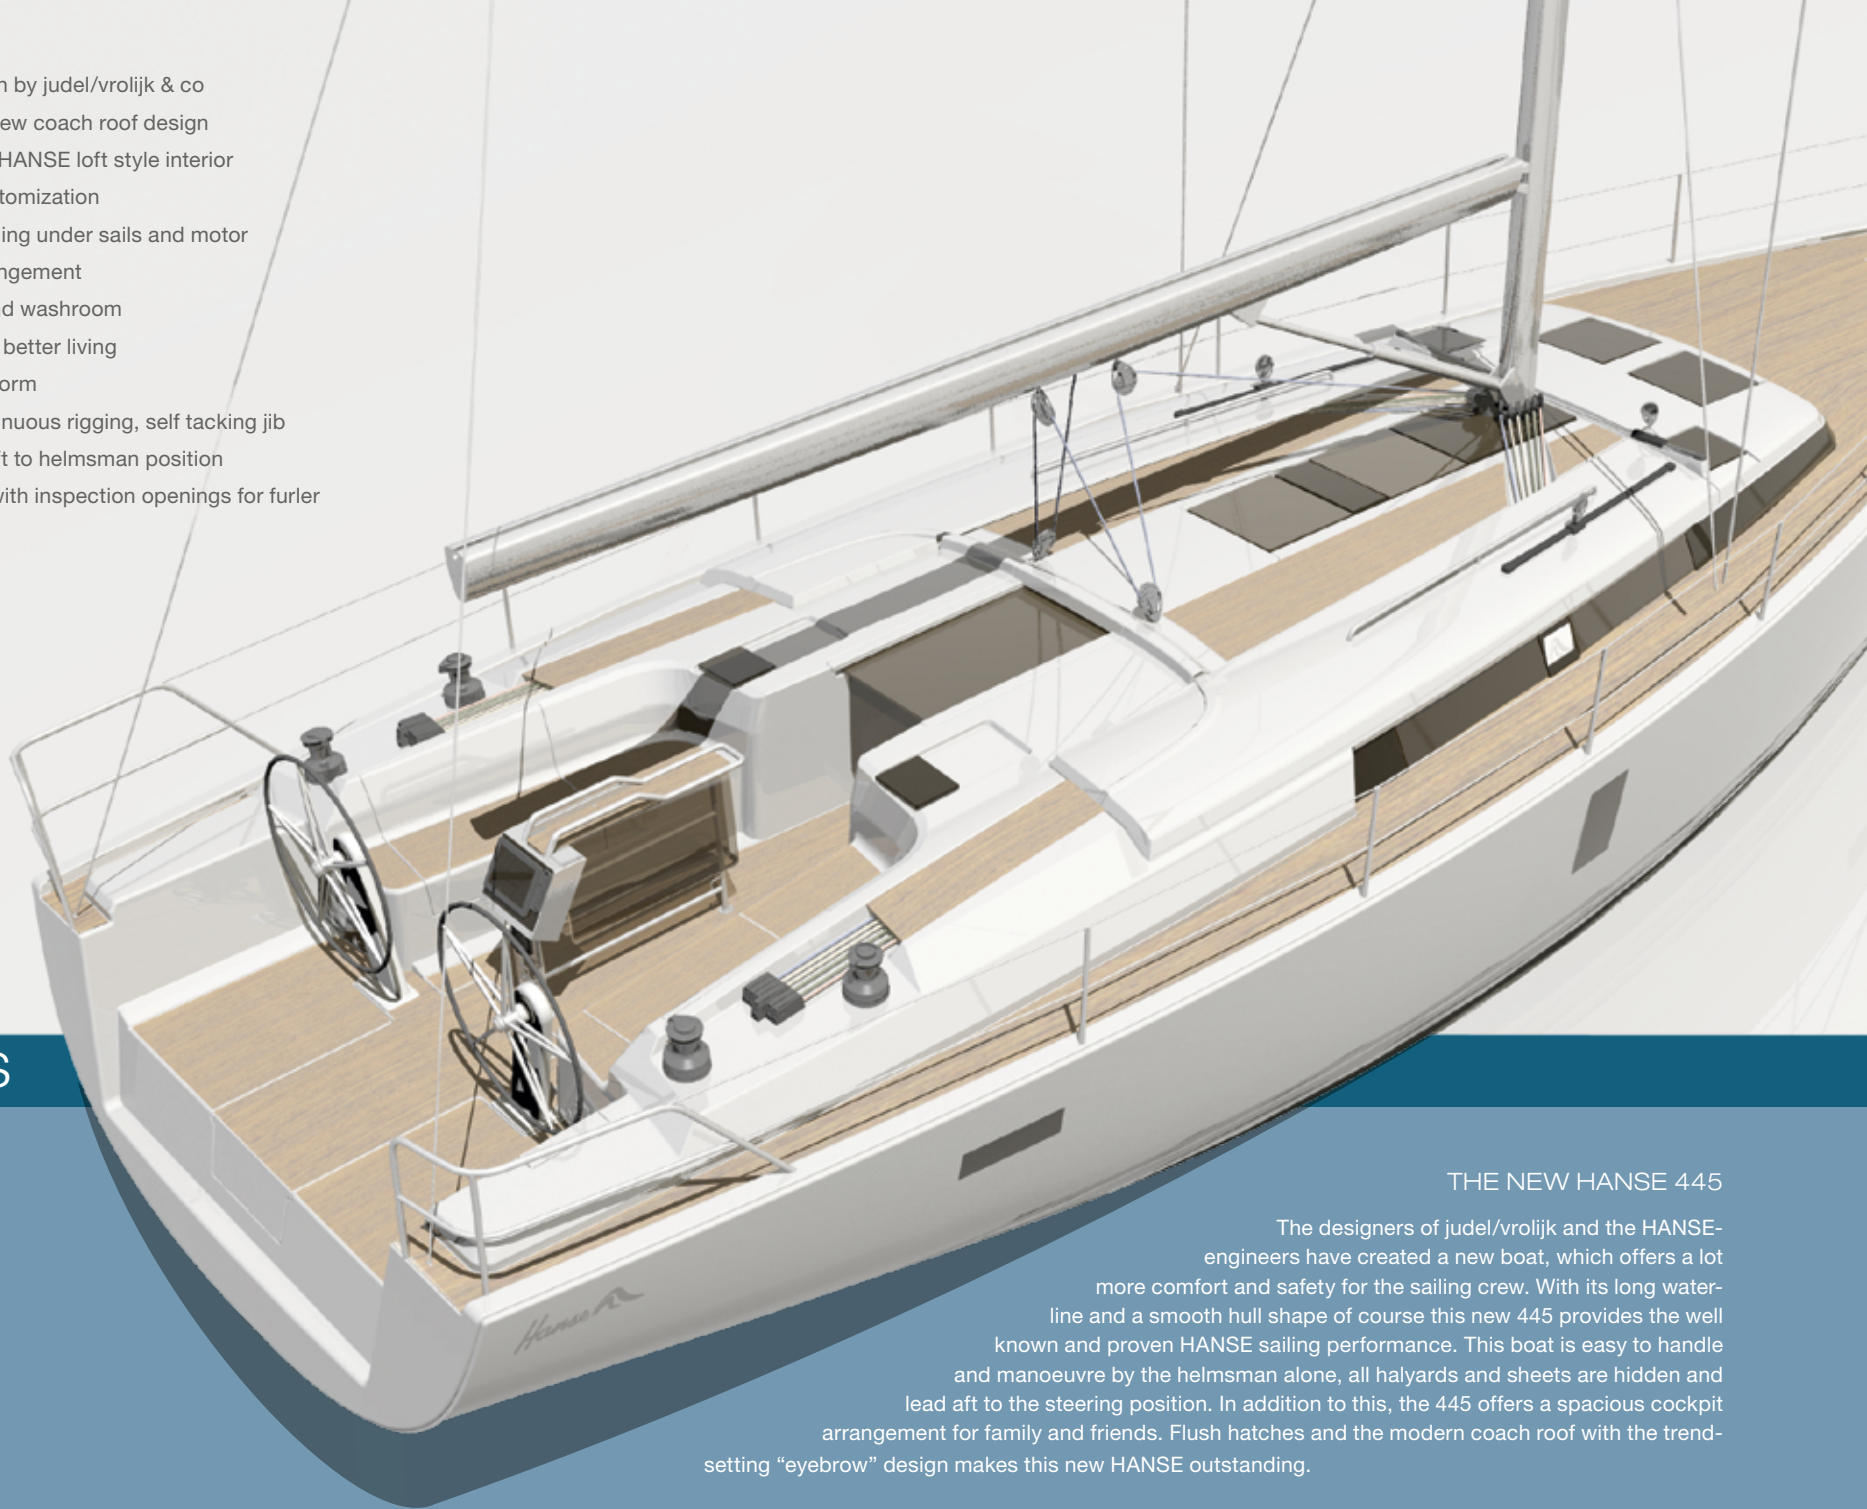 by judel/vrolijk & co
coach roof design
HANSE loft style interior
under sails and motor
washroom
better living
rigging, self tacking jib
to helmsman position
with inspection openings for furler
S
Hanse
THE NEW HANSE 445
The designers of judel/vrolijk and the HANSE-
engineers have created a new boat, which offers a lot
more comfort and safety for the sailing crew. With its long water-
line and a smooth hull shape of course this new 445 provides the well
known and proven HANSE sailing performance. This boat is easy to handle
and manoeuvre by the helmsman alone, all halyards and sheets are hidden and
lead aft to the steering position. In addition to this, the 445 offers a spacious cockpit
arrangement for family and friends. Flush hatches and the modern coach roof with the trend-
setting “eyebrow” design makes this new HANSE outstanding.